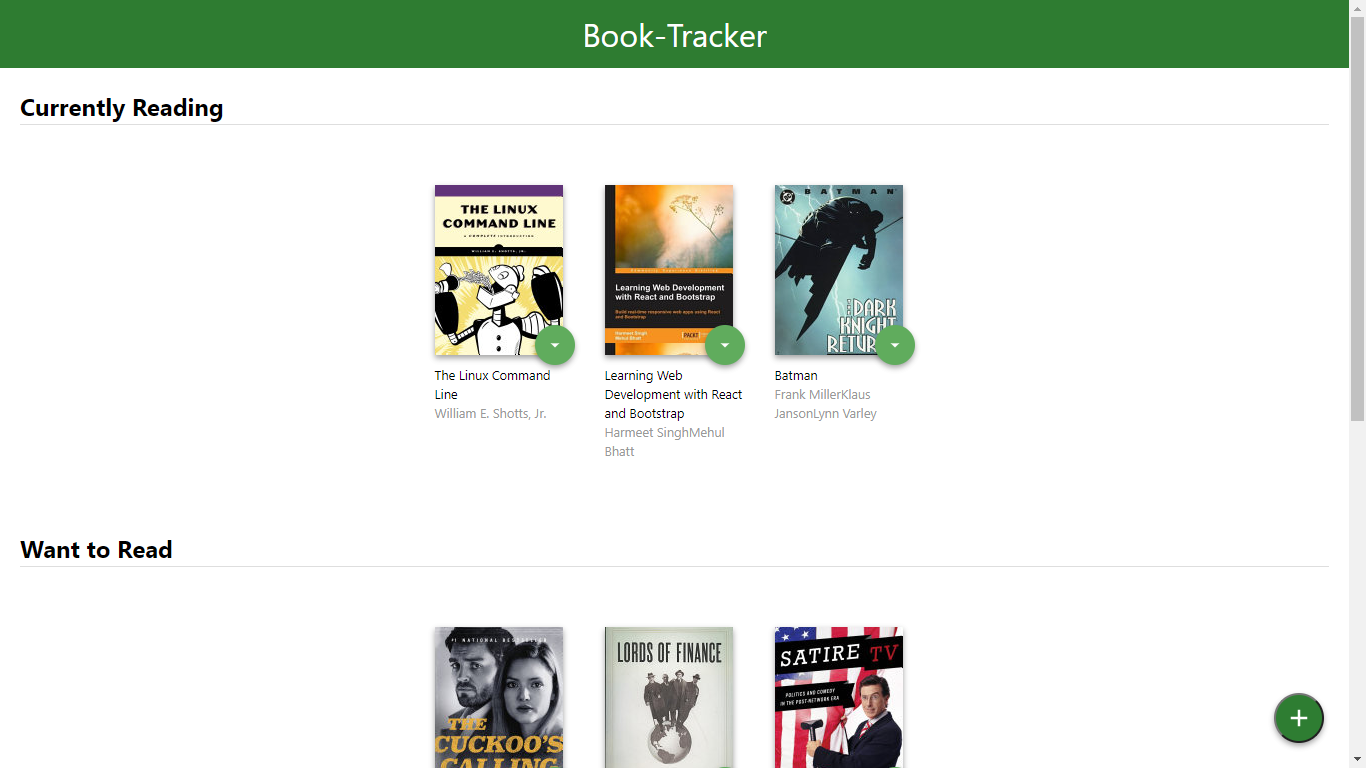 Book-Tracker
Currently Reading
THE LINUX
COMMAND LINE
A COMPLETE INTRODUCTION
WILLIAM E. SHOTTS, JR.
Learning Web Development
with React and Bootstrap
Build real-time responsive web apps using React
and Bootstrap
Harmeet Singh
Mehul Bhatt
PACKT
BATMAN
DC
THE
DARK
KNIGHT
RETURNS
The Linux Command
Line
William E. Shotts, Jr.
Learning Web
Development with React
and Bootstrap
Harmeet SinghMehul
Bhatt
Batman
Frank MillerKlaus
JansonLynn Varley
Want to Read
#1 NATIONAL BESTSELLER
THE
CUCKOO'S
CALLING
LORDS OF FINANCE
SATIRE TV
POLITICS AND COMEDY
IN THE POST-NETWORK ERA
+